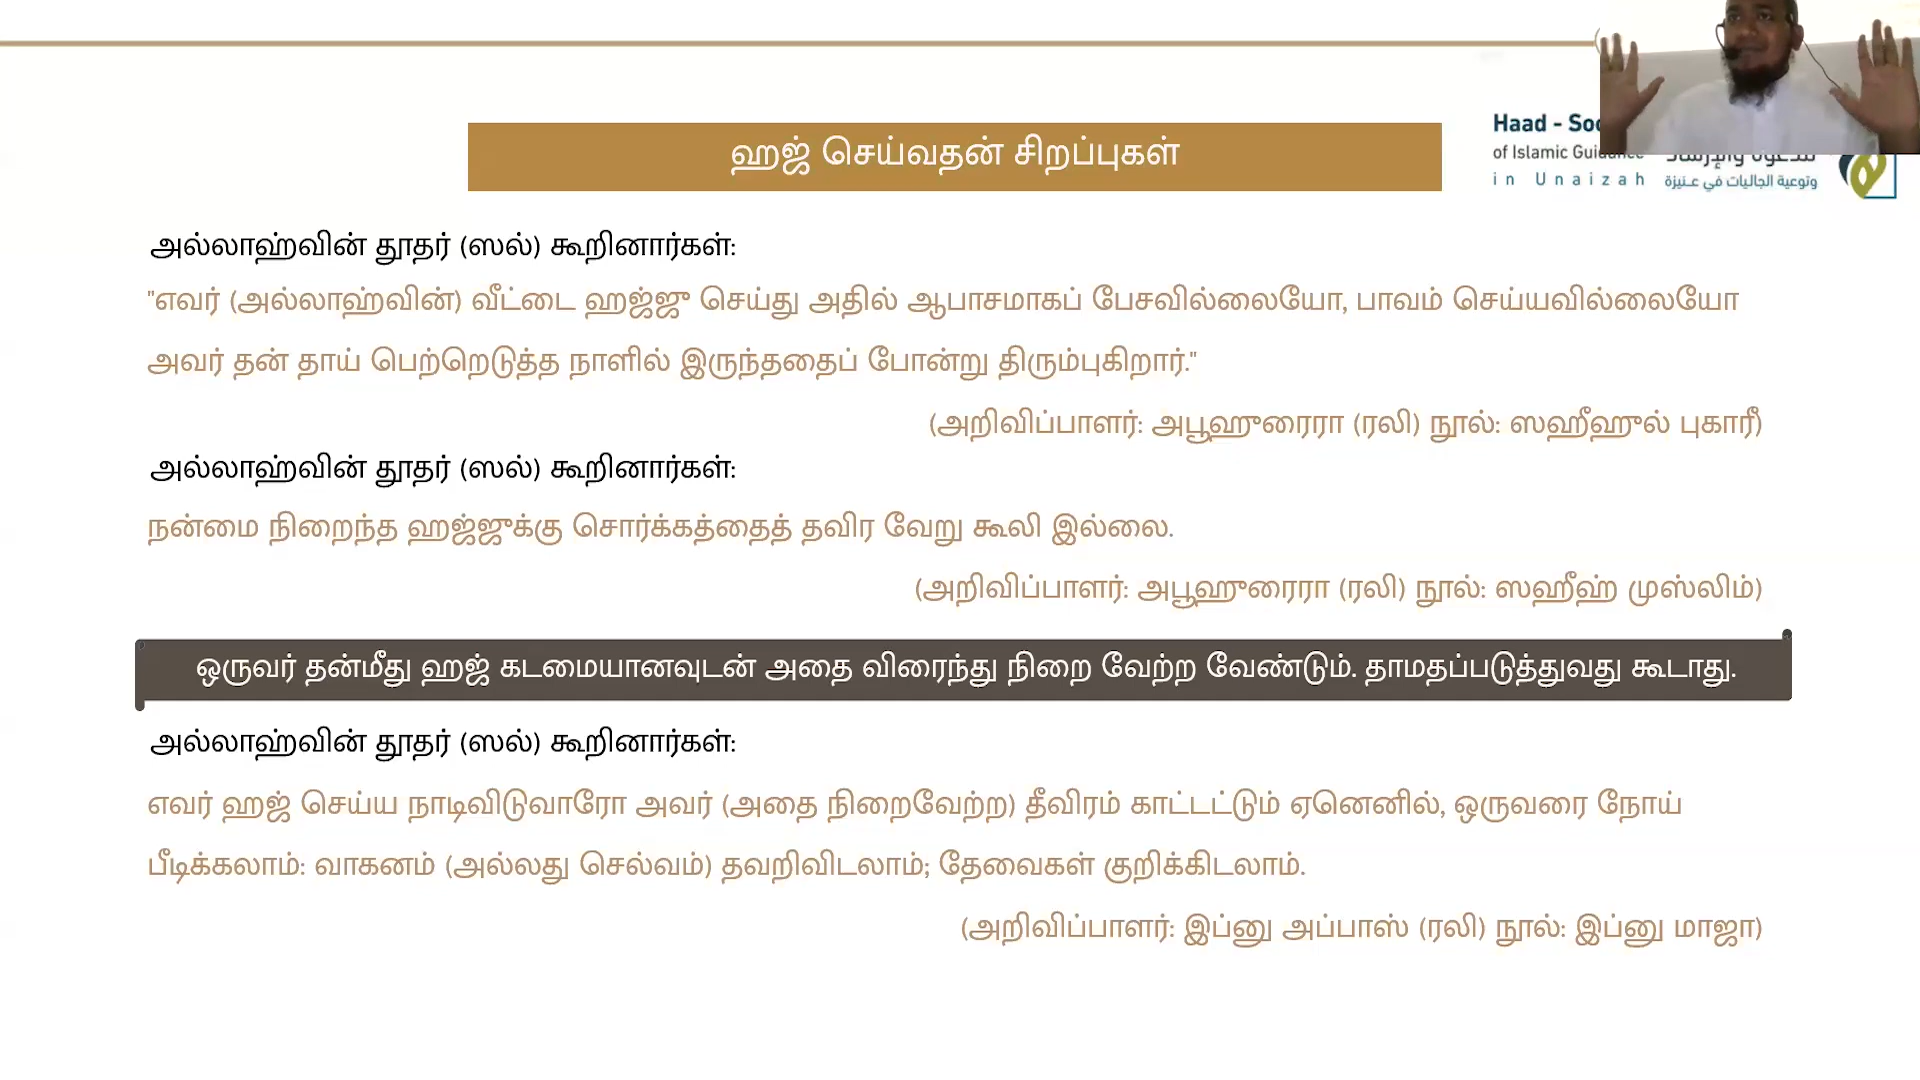 ஹஜ் செய்வதன் சிறப்புகள்
Haad -
of Islamic Guidance
in Unaizah
وتوعية الجاليات في عنيزة
அல்லாஹ்வின் தூதர் (ஸல்) கூறினார்கள்:
"எவர் (அல்லாஹ்வின்) வீட்டை ஹஜ்ஜு செய்து அதில் ஆபாசமாகப் பேசவில்லையோ, பாவம் செய்யவில்லையோ
அவர் தன் தாய் பெற்றெடுத்த நாளில் இருந்ததைப் போன்று திரும்புகிறார்."
(அறிவிப்பாளர்: அபூஹுரைரா (ரலி) நூல்: ஸஹீஹுல் புகாரீ)
அல்லாஹ்வின் தூதர் (ஸல்) கூறினார்கள்:
நன்மை நிறைந்த ஹஜ்ஜுக்கு சொர்க்கத்தைத் தவிர வேறு கூலி இல்லை.
(அறிவிப்பாளர்: அபூஹுரைரா (ரலி) நூல்: ஸஹீஹ் முஸ்லிம்)
ஒருவர் தன்மீது ஹஜ் கடமையானவுடன் அதை விரைந்து நிறை வேற்ற வேண்டும். தாமதப்படுத்துவது கூடாது.
அல்லாஹ்வின் தூதர் (ஸல்) கூறினார்கள்:
எவர் ஹஜ் செய்ய நாடிவிடுவாரோ அவர் (அதை நிறைவேற்ற) தீவிரம் காட்டட்டும் ஏனெனில், ஒருவரை நோய்
பீடிக்கலாம்: வாகனம் (அல்லது செல்வம்) தவறிவிடலாம்; தேவைகள் குறிக்கிடலாம்.
(அறிவிப்பாளர்: இப்னு அப்பாஸ் (ரலி) நூல்: இப்னு மாஜா)